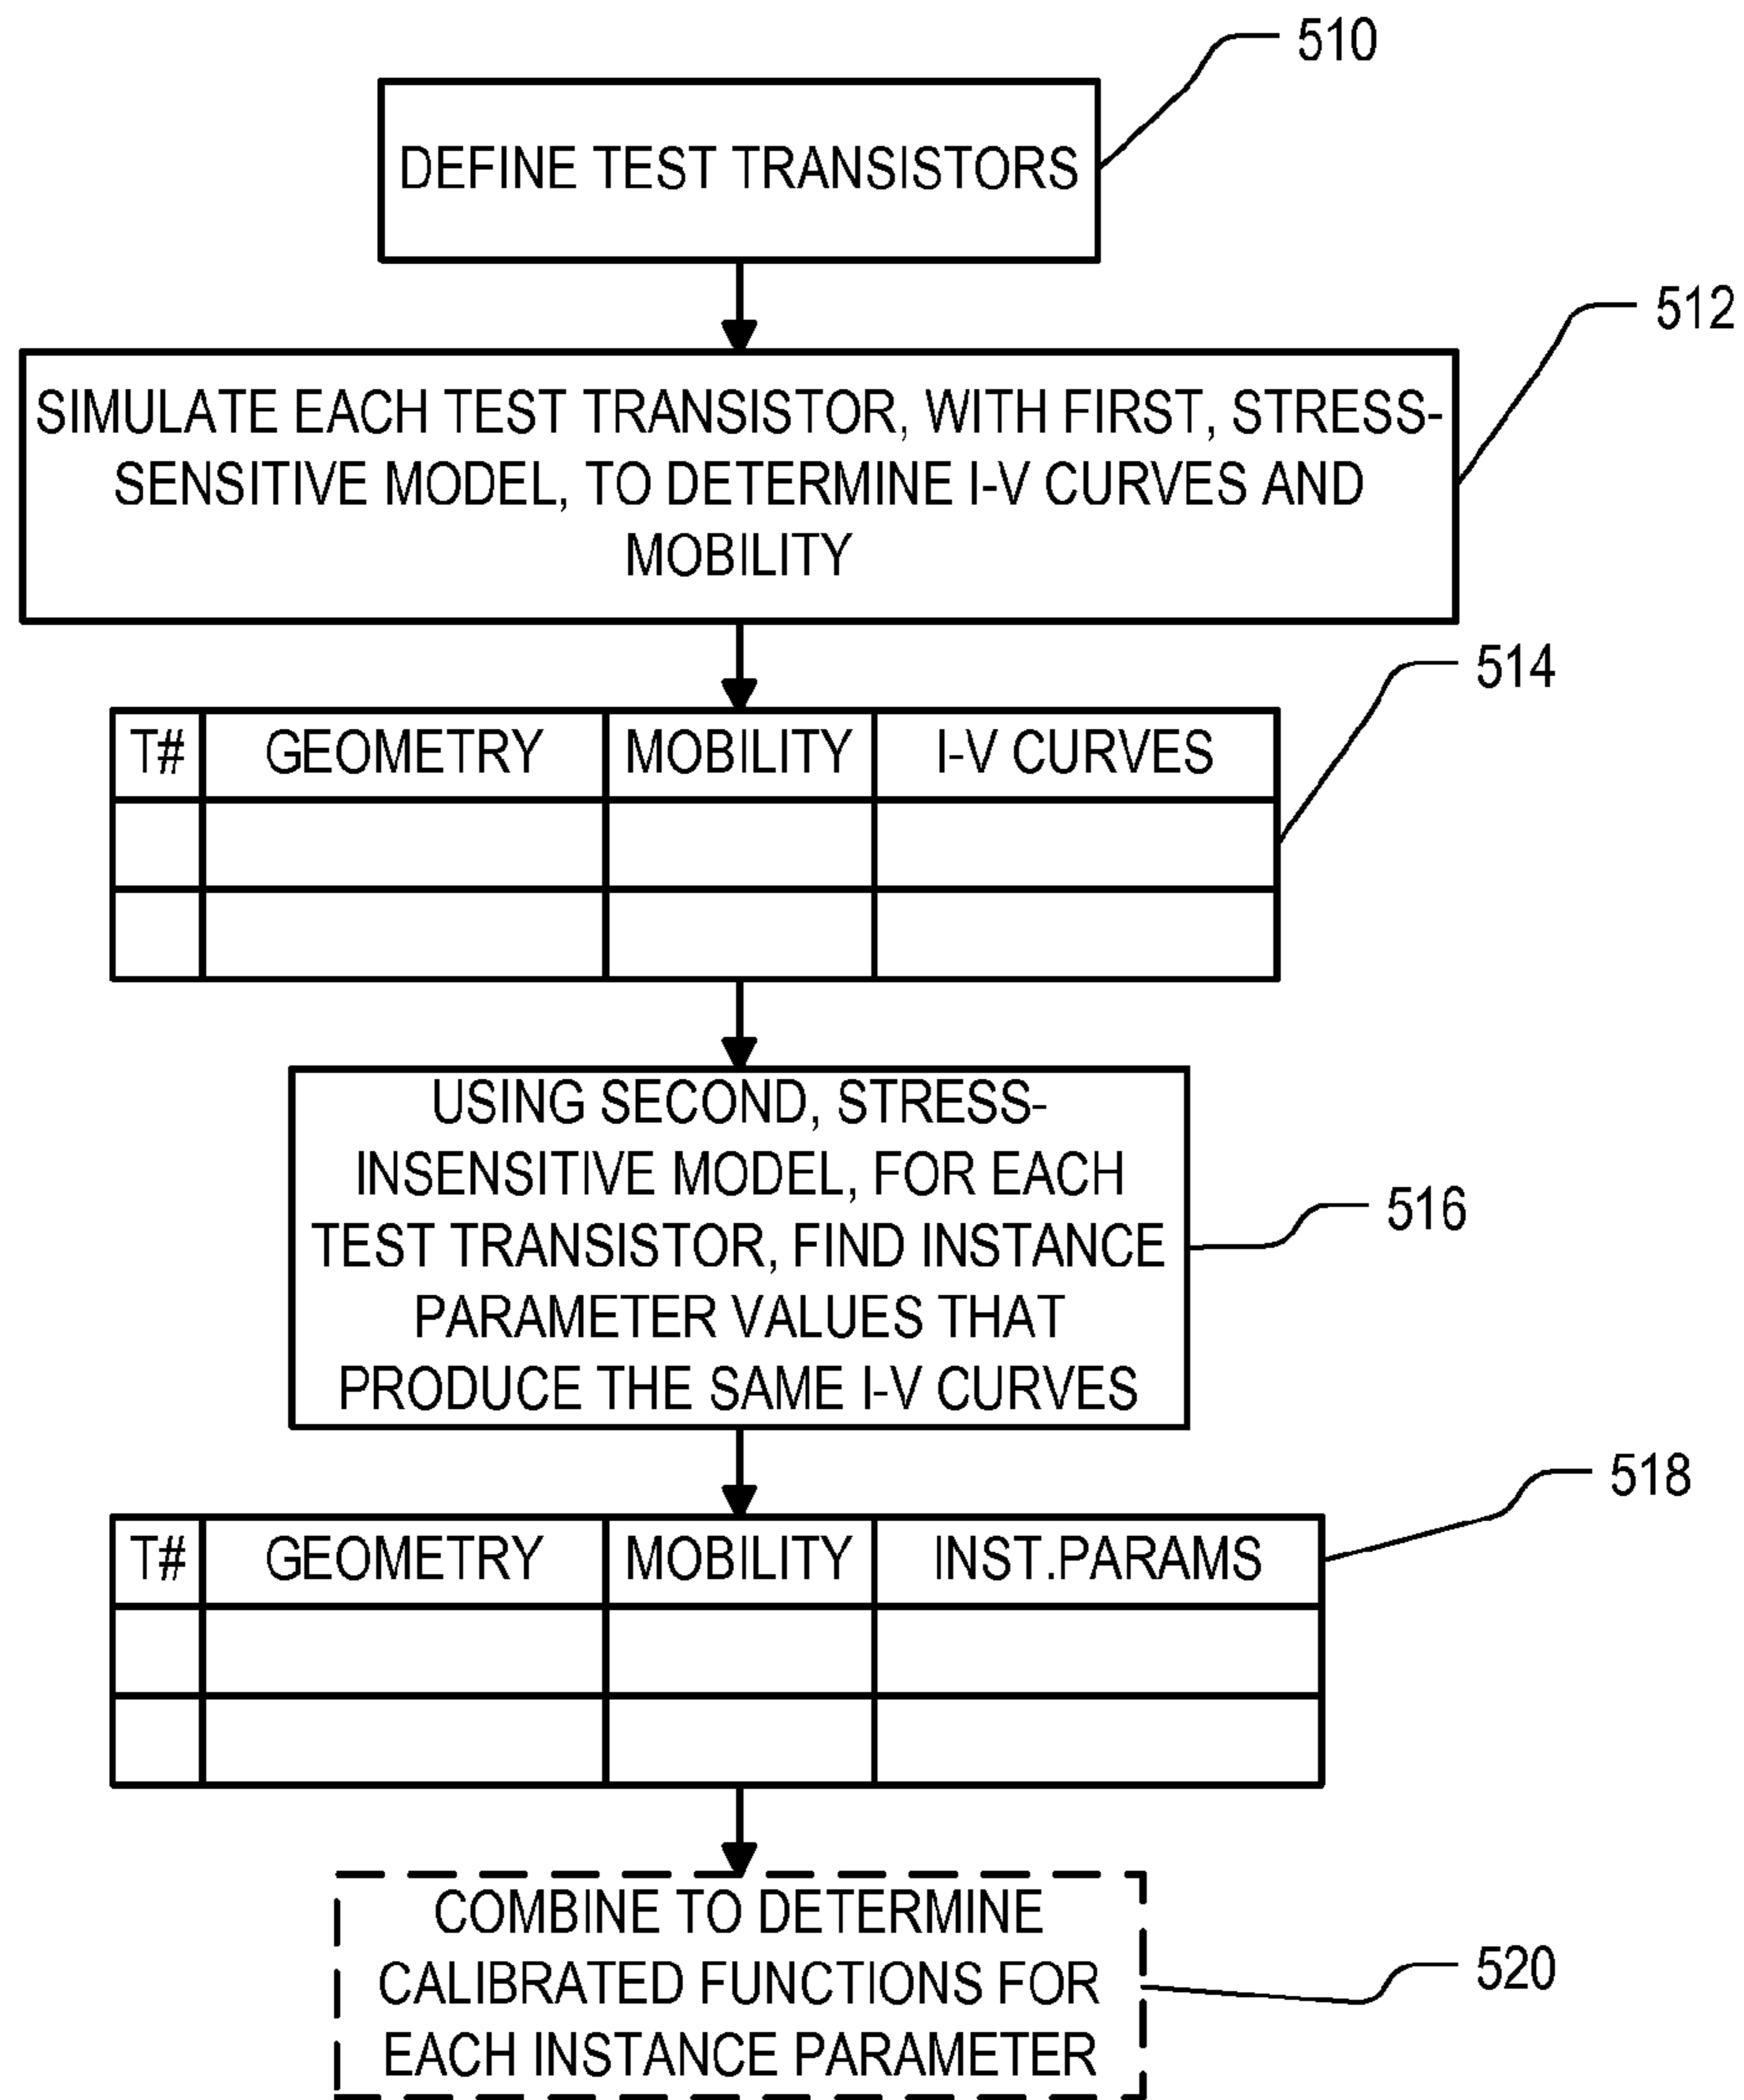 510
DEFINE TEST TRANSISTORS
512
SIMULATE EACH TEST TRANSISTOR, WITH FIRST, STRESS-
SENSITIVE MODEL, TO DETERMINE I-V CURVES AND
MOBILITY
514
T# GEOMETRY MOBILITY I-V CURVES
USING SECOND, STRESS-
INSENSITIVE MODEL, FOR EACH
TEST TRANSISTOR, FIND INSTANCE
PARAMETER VALUES THAT
PRODUCE THE SAME I-V CURVES
516
518
T# GEOMETRY MOBILITY INST.PARAMS
COMBINE TO DETERMINE
CALIBRATED FUNCTIONS FOR
EACH INSTANCE PARAMETER
520